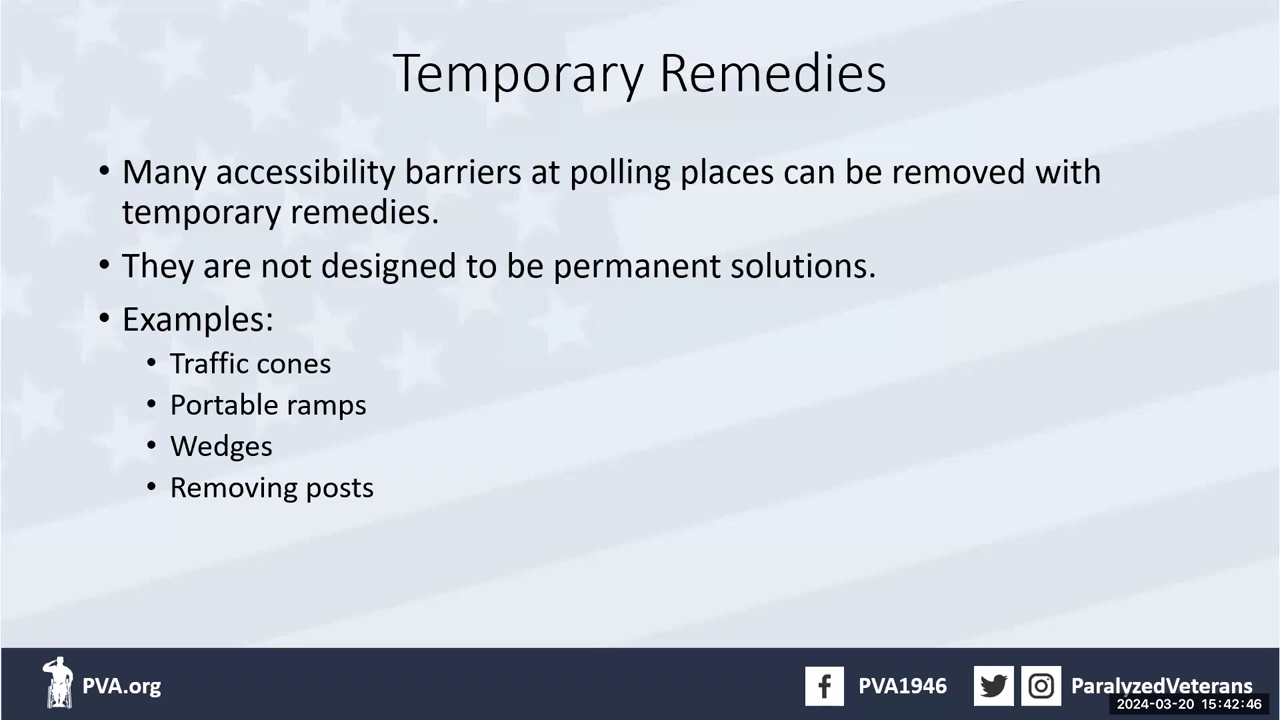 Temporary Remedies
• Many accessibility barriers at polling places can be removed with
temporary remedies.
• They are not designed to be permanent solutions.
• Examples:
• Traffic cones
• Portable ramps
• Wedges
• Removing posts
PVA.org
PVA1946
ParalyzedVeterans
2024-03-20 15:42:46